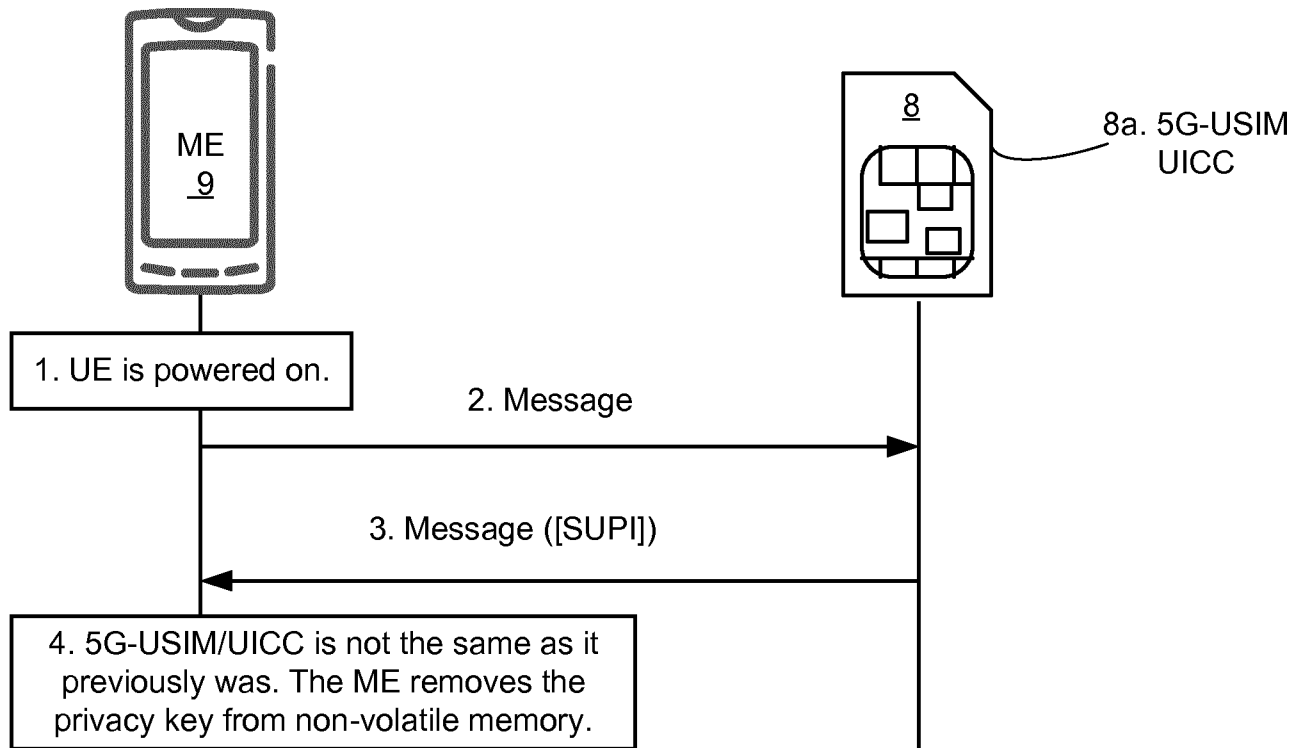 ME
9
8
8a. 5G-USIM
UICC
1. UE is powered on.
2. Message
3. Message ([SUPI])
4. 5G-USIM/UICC is not the same as it
previously was. The ME removes the
privacy key from non-volatile memory.